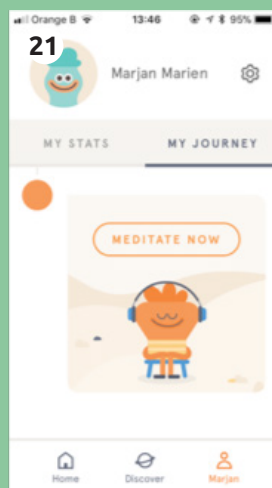 Orange B 13:46 95%
21
Marjan Marien
MY STATS MY JOURNEY
MEDITATE NOW
Home Discover Marjan